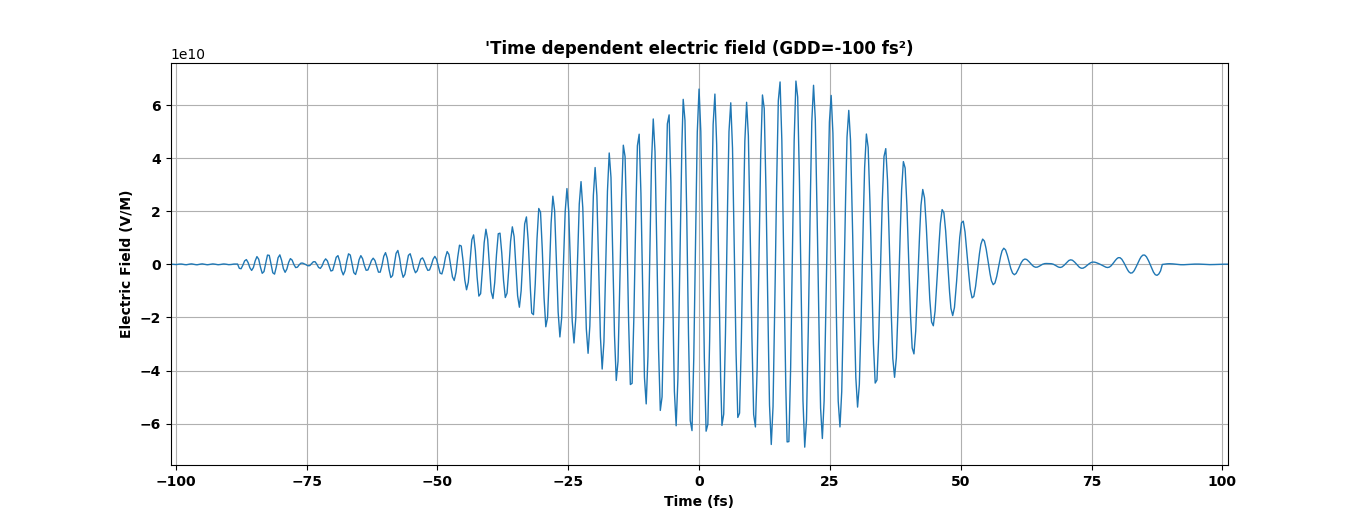 'Time dependent electric field (GDD=-100 fs²)
1e10
6
4
2
0
−2
−4
−6
Electric Field (V/M)
−100 −75 −50 −25 0 25 50 75 100
Time (fs)